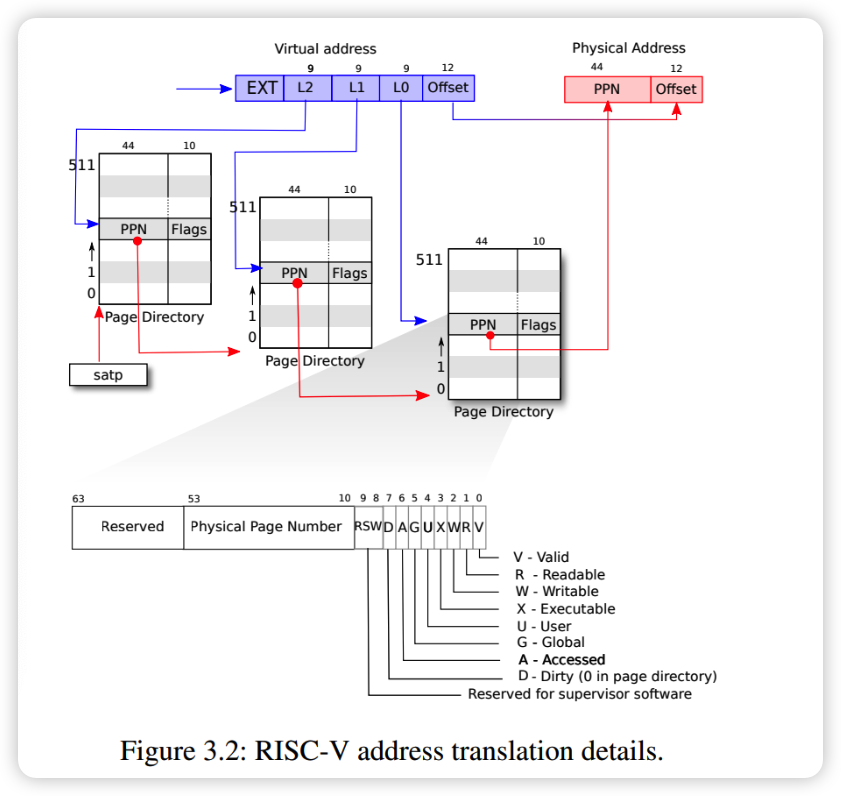 Virtual address
Physical Address
9 9 9 12
44 12
EXT L2 L1 L0 Offset
PPN Offset
44 10
511
PPN Flags
1
0
Page Directory
satp
44 10
511
PPN Flags
1
0
Page Directory
44 10
511
PPN Flags
1
0
Page Directory
63 53 10 9 8 7 6 5 4 3 2 1 0
Reserved Physical Page Number RSW D A G U X W R V
V - Valid
R - Readable
W - Writable
X - Executable
U - User
G - Global
A - Accessed
D - Dirty (0 in page directory)
Reserved for supervisor software
Figure 3.2: RISC-V address translation details.